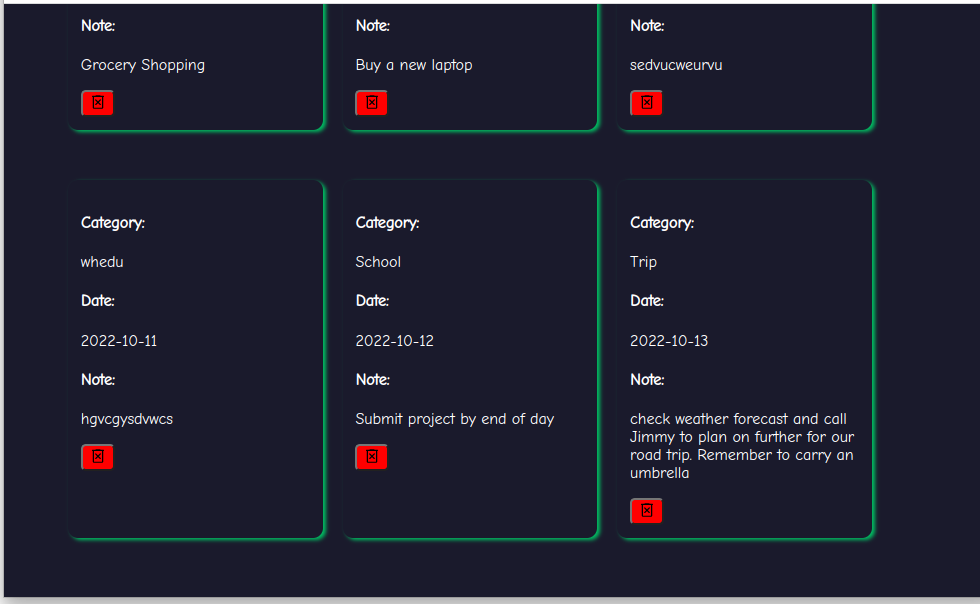 Note:
Note:
Note:
Grocery Shopping
Buy a new laptop
sedvucweurvu
Category:
whedu
Date:
2022-10-11
Note:
hgvcgysdvwcs
Category:
School
Date:
2022-10-12
Note:
Submit project by end of day
Category:
Trip
Date:
2022-10-13
Note:
check weather forecast and call
Jimmy to plan on further for our
road trip. Remember to carry an
umbrella